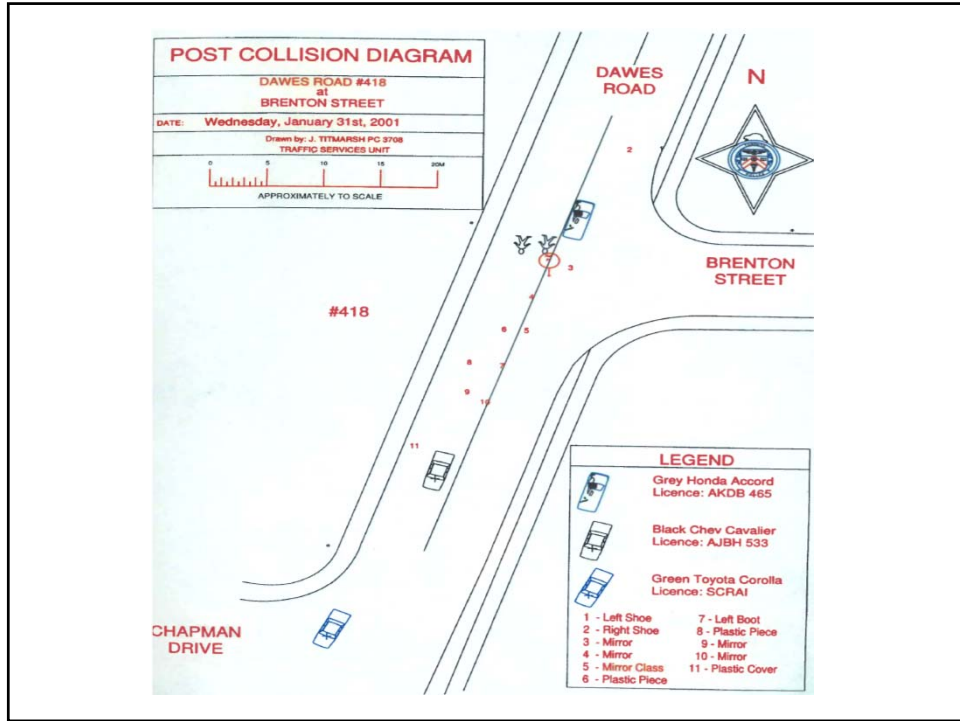 POST COLLISION DIAGRAM
DAWES ROAD #418
at
BRENTON STREET
DATE: Wednesday, January 31st, 2001
Drawn by: J. TITMARSH PC 3708
TRAFFIC SERVICES UNIT
0 5 10 15 20M
APPROXIMATELY TO SCALE
DAWES
ROAD
N
2
3
4
6 5
8 7
9
10
11
#418
BRENTON
STREET
CHAPMAN
DRIVE
LEGEND
Grey Honda Accord
Licence: AKDB 465
Black Chev Cavalier
Licence: AJBH 533
Green Toyota Corolla
Licence: SCRAI
1 - Left Shoe
2 - Right Shoe
3 - Mirror
4 - Mirror
5 - Mirror Class
6 - Plastic Piece
7 - Left Boot
8 - Plastic Piece
9 - Mirror
10 - Mirror
11 - Plastic Cover